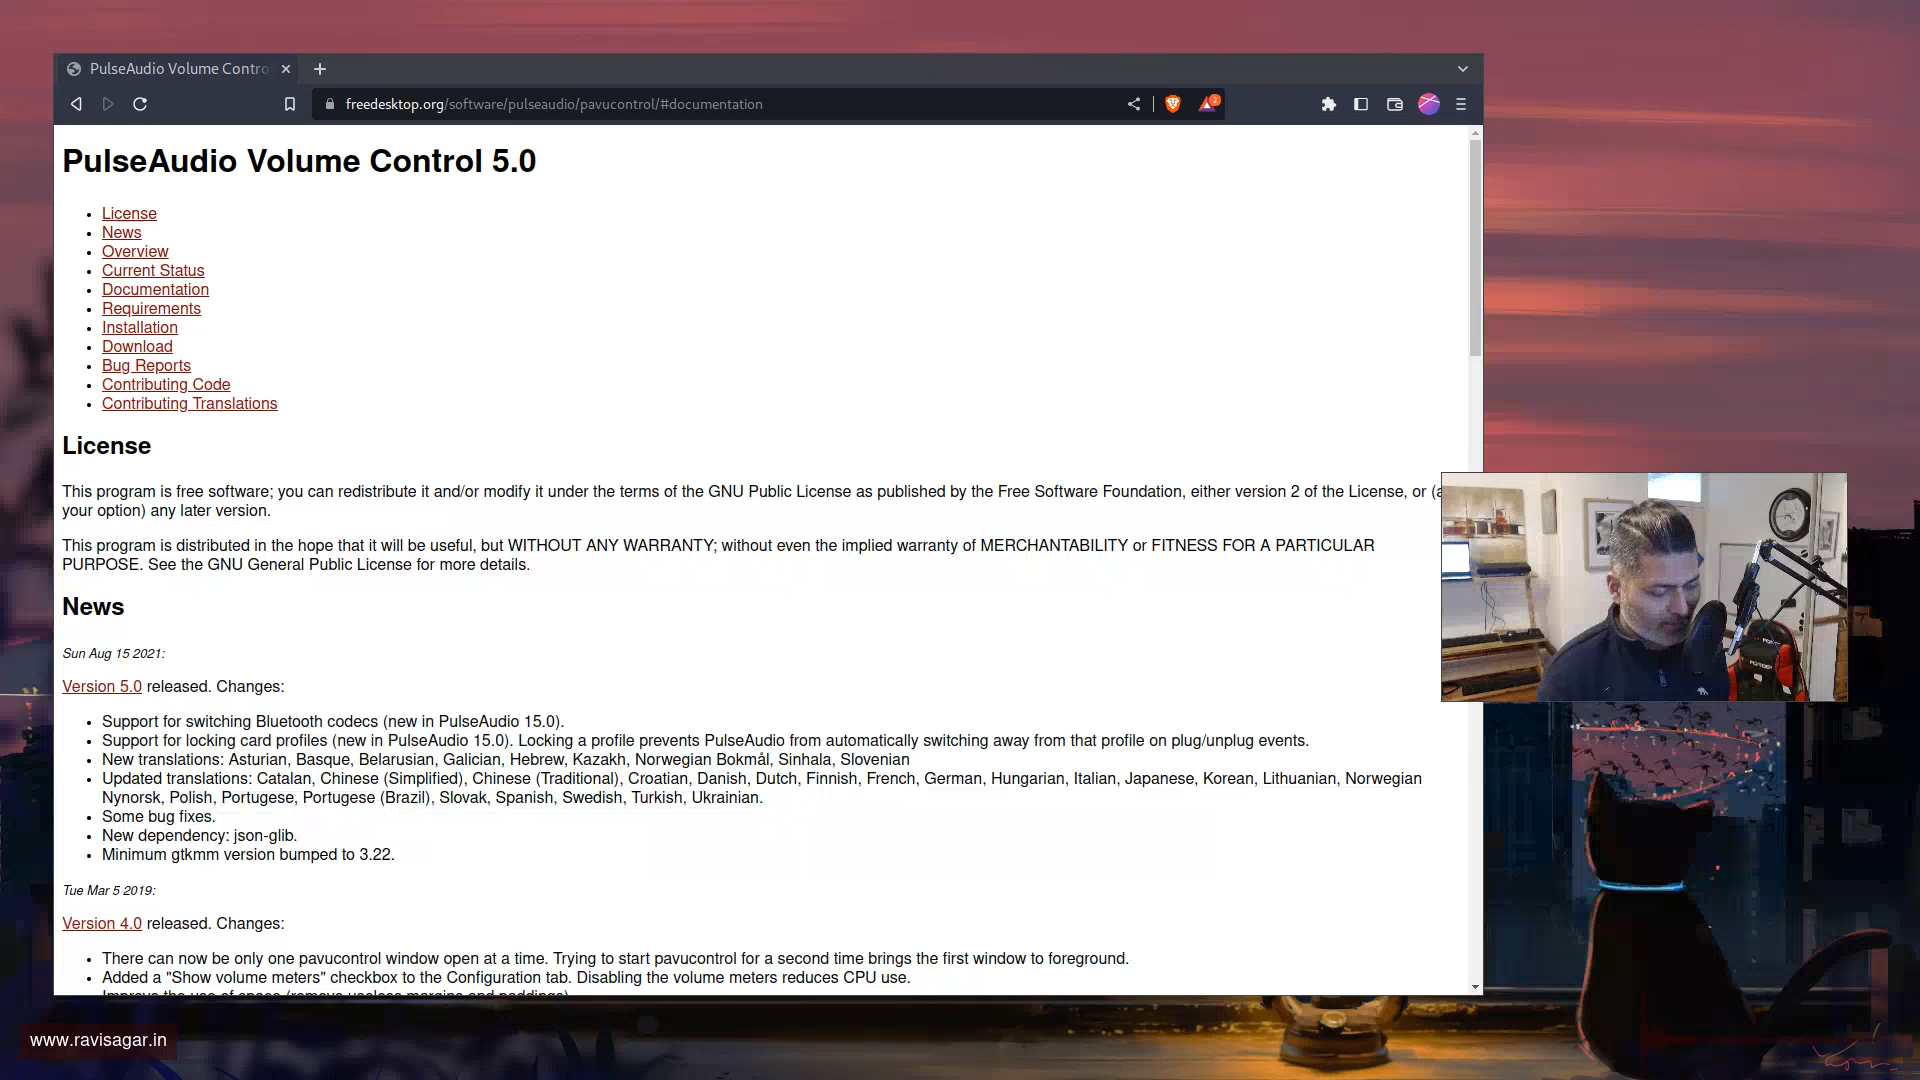 PulseAudio Volume Contro
freedesktop.org/software/pulseaudio/pavucontrol/#documentation
2
PulseAudio Volume Control 5.0
License
News
Overview
Current Status
Documentation
Requirements
Installation
Download
Bug Reports
Contributing Code
Contributing Translations
License
This program is free software; you can redistribute it and/or modify it under the terms of the GNU Public License as published by the Free Software Foundation, either version 2 of the License, or (a
your option) any later version.
This program is distributed in the hope that it will be useful, but WITHOUT ANY WARRANTY; without even the implied warranty of MERCHANTABILITY or FITNESS FOR A PARTICULAR
PURPOSE. See the GNU General Public License for more details.
News
Sun Aug 15 2021:
Version 5.0 released. Changes:
Support for switching Bluetooth codecs (new in PulseAudio 15.0).
Support for locking card profiles (new in PulseAudio 15.0). Locking a profile prevents PulseAudio from automatically switching away from that profile on plug/unplug events.
New translations: Asturian, Basque, Belarusian, Galician, Hebrew, Kazakh, Norwegian Bokmål, Sinhala, Slovenian
Updated translations: Catalan, Chinese (Simplified), Chinese (Traditional), Croatian, Danish, Dutch, Finnish, French, German, Hungarian, Italian, Japanese, Korean, Lithuanian, Norwegian
Nynorsk, Polish, Portugese, Portugese (Brazil), Slovak, Spanish, Swedish, Turkish, Ukrainian.
Some bug fixes.
New dependency: json-glib.
Minimum gtkmm version bumped to 3.22.
Tue Mar 5 2019:
Version 4.0 released. Changes:
There can now be only one pavucontrol window open at a time. Trying to start pavucontrol for a second time brings the first window to foreground.
Added a "Show volume meters" checkbox to the Configuration tab. Disabling the volume meters reduces CPU use.
Improve the use of space (remove useless margins and paddings)
www.ravisagar.in